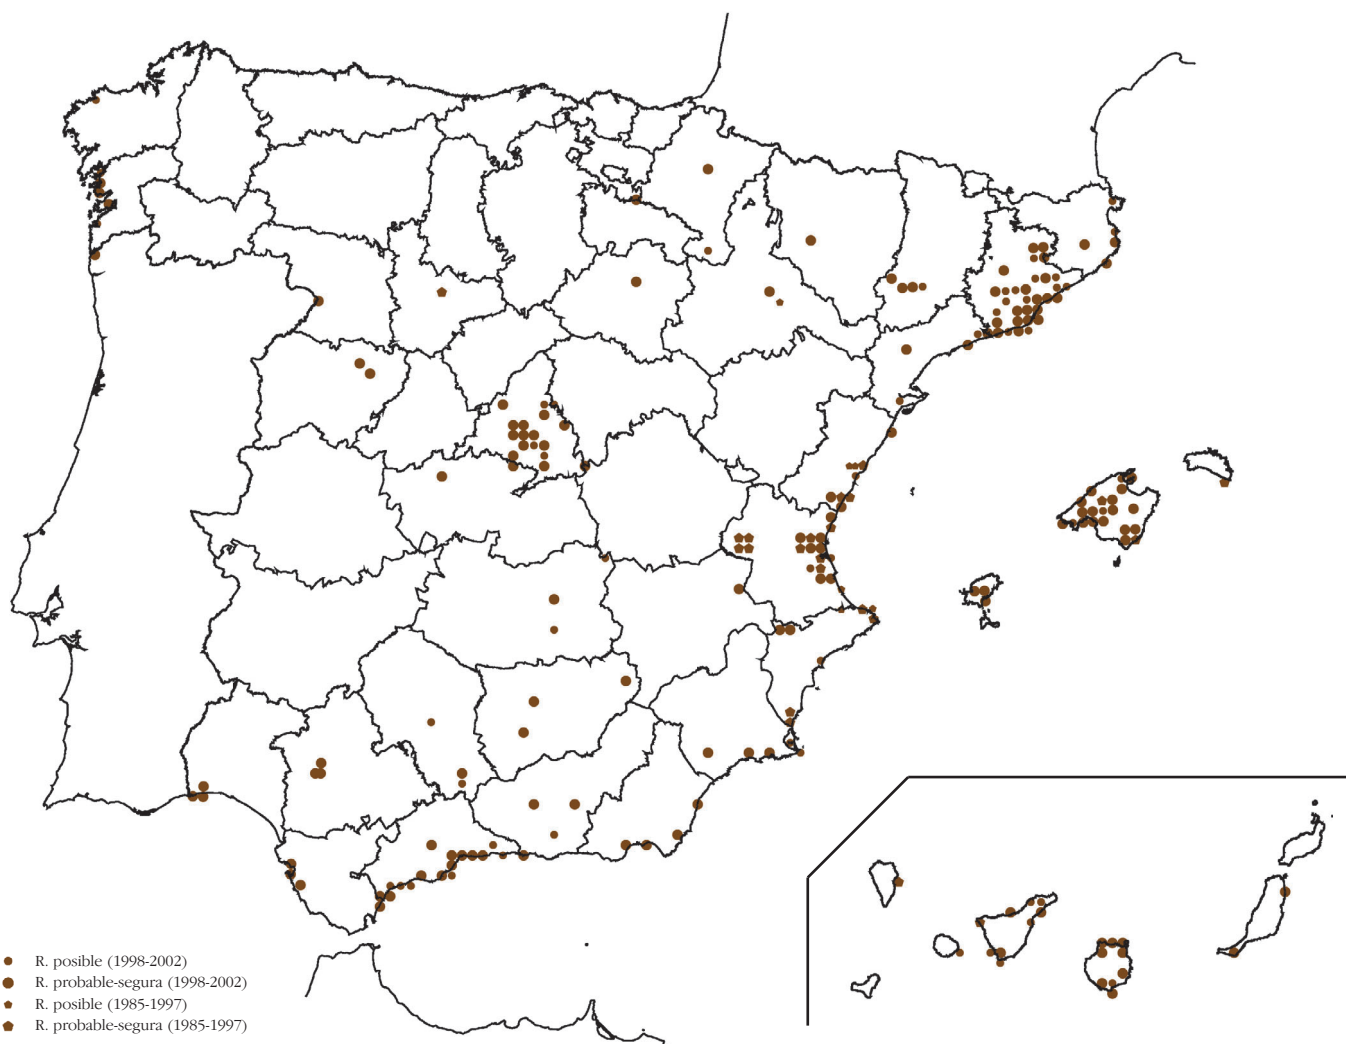 R. posible (1998-2002)
R. probable-segura (1998-2002)
R. posible (1985-1997)
R. probable-segura (1985-1997)